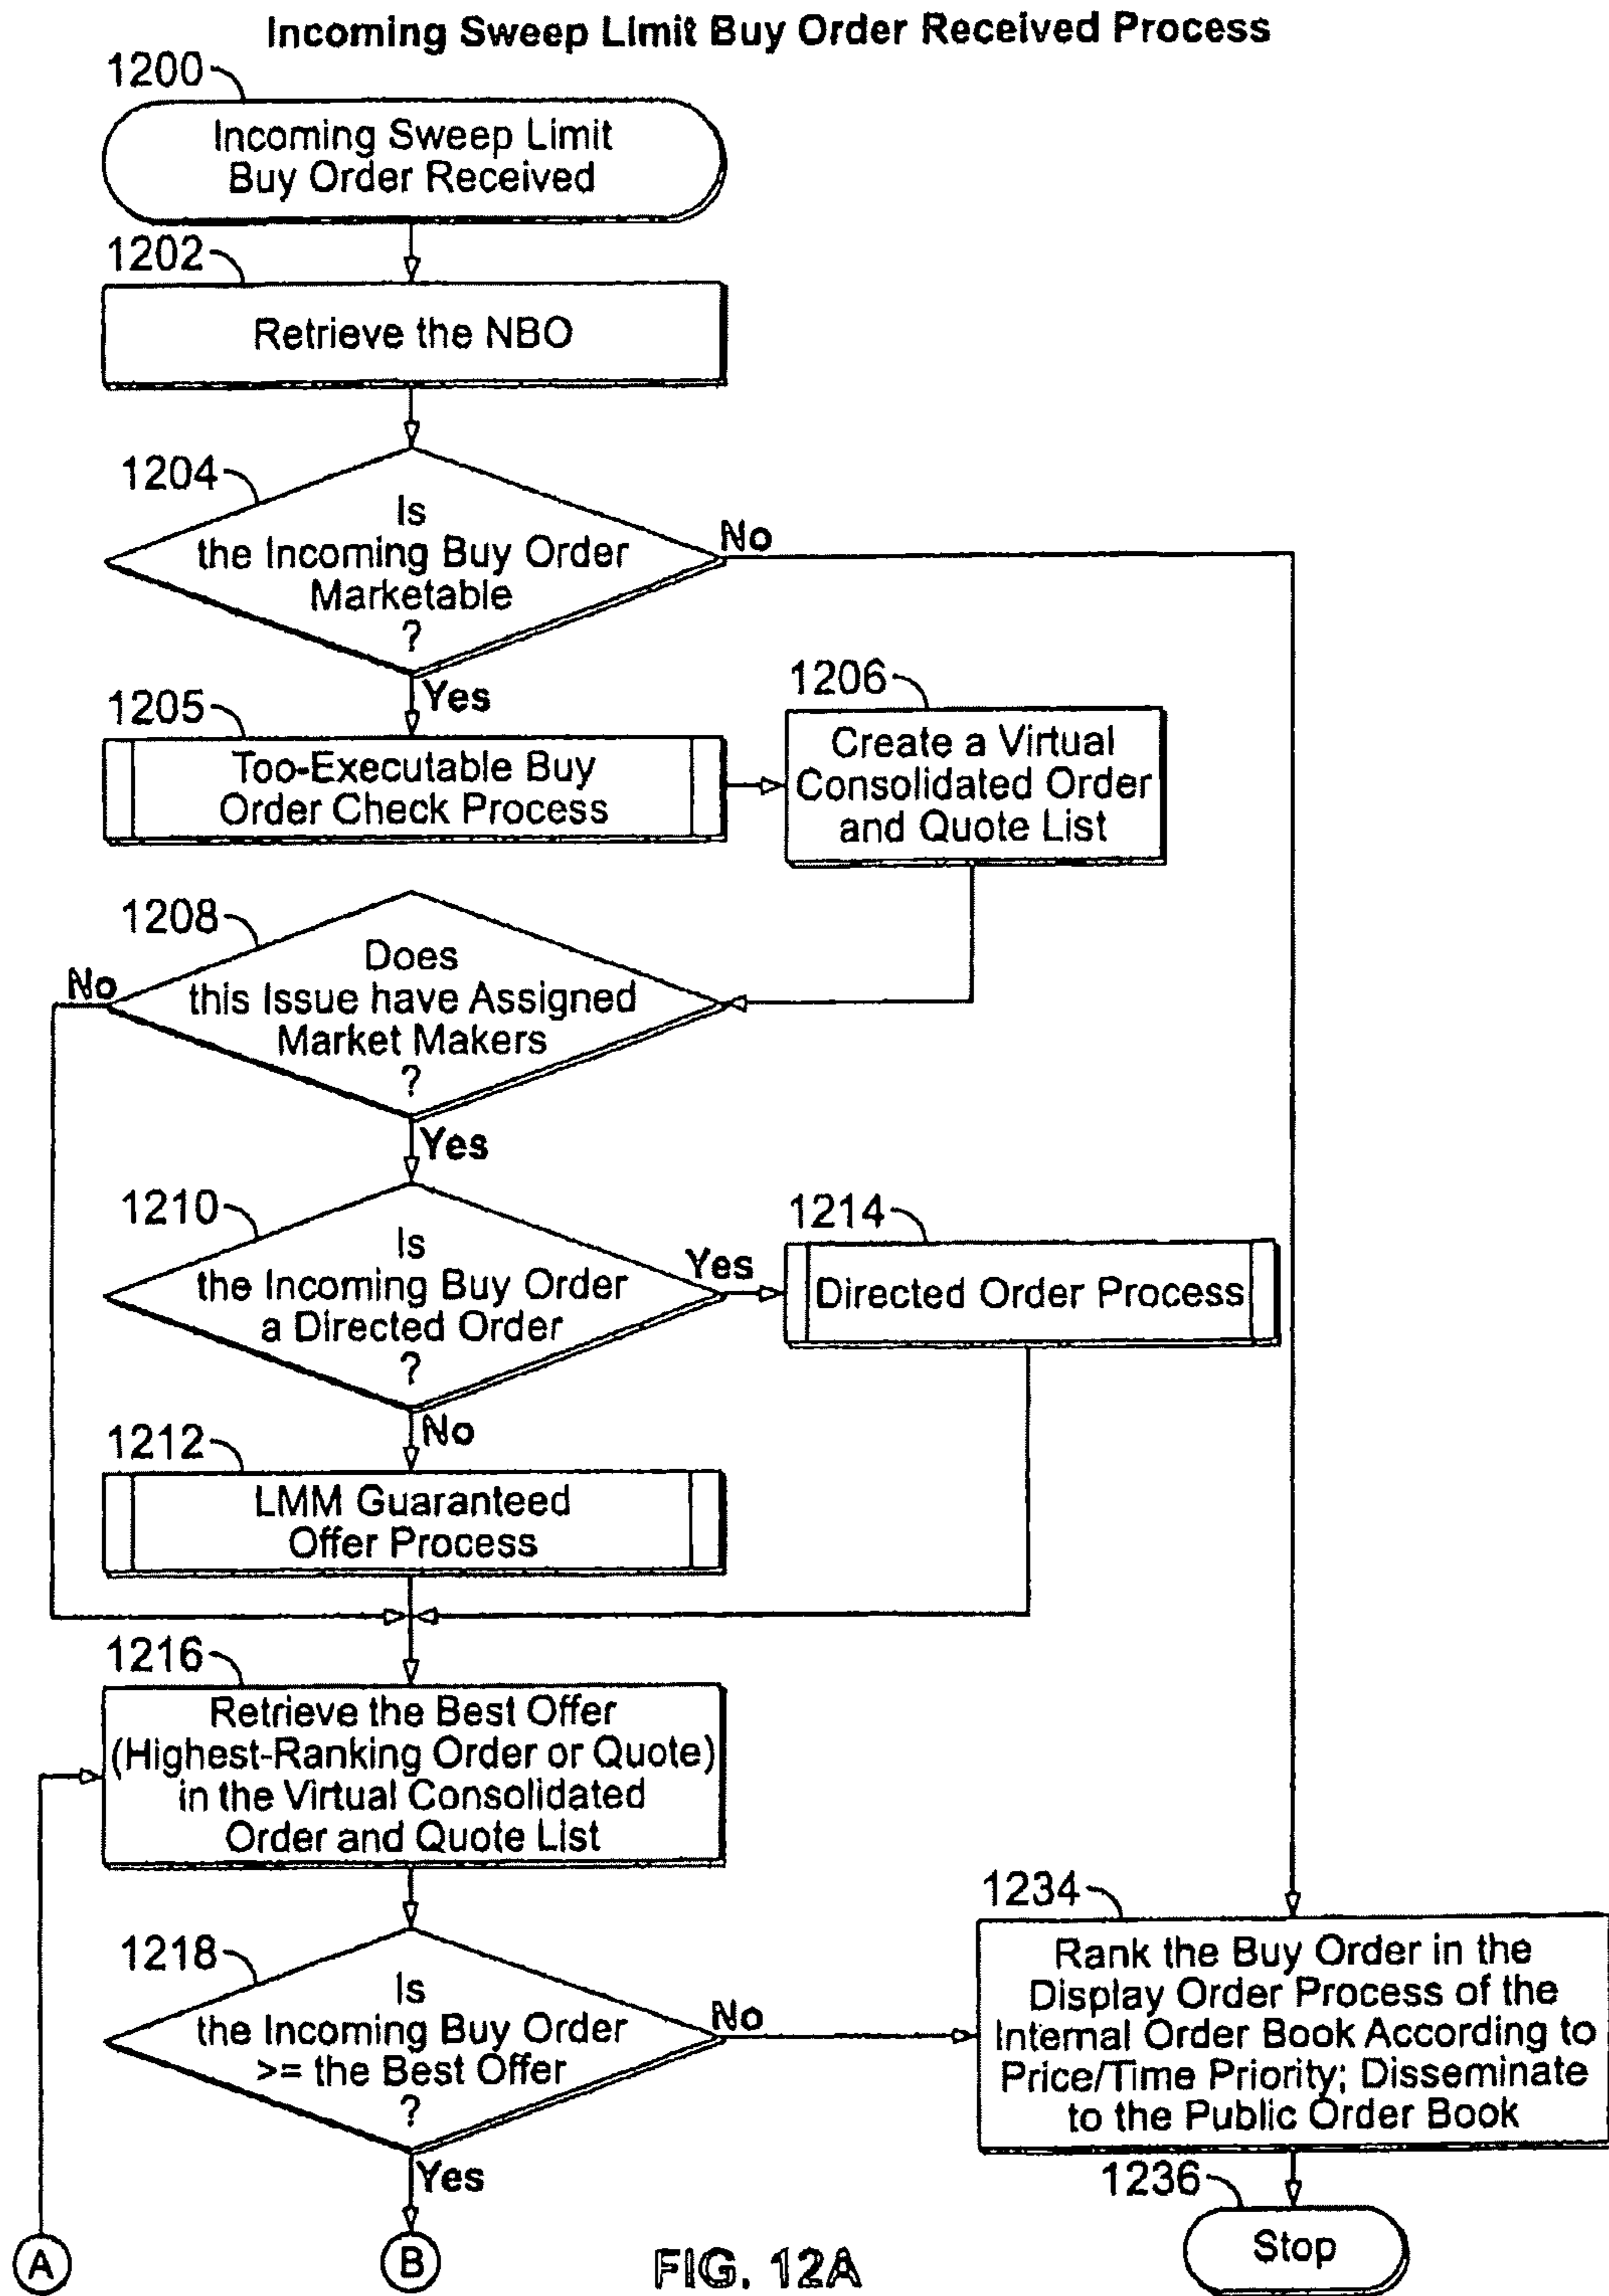 Incoming Sweep Limit Buy Order Received Process
1200
Incoming Sweep Limit
Buy Order Received
1202
Retrieve the NBO
1204
Is
the Incoming Buy Order
Marketable
?
No
Yes
1205
Too-Executable Buy
Order Check Process
1206
Create a Virtual
Consolidated Order
and Quote List
1208
Does
this Issue have Assigned
Market Makers
?
No
Yes
1210
Is
the Incoming Buy Order
a Directed Order
?
Yes
1214
Directed Order Process
No
1212
LMM Guaranteed
Offer Process
1216
Retrieve the Best Offer
(Highest-Ranking Order or Quote)
in the Virtual Consolidated
Order and Quote List
1218
Is
the Incoming Buy Order
>= the Best Offer
?
No
Yes
1234
Rank the Buy Order in the
Display Order Process of the
Internal Order Book According to
Price/Time Priority; Disseminate
to the Public Order Book
1236
Stop
A
B
FIG. 12A